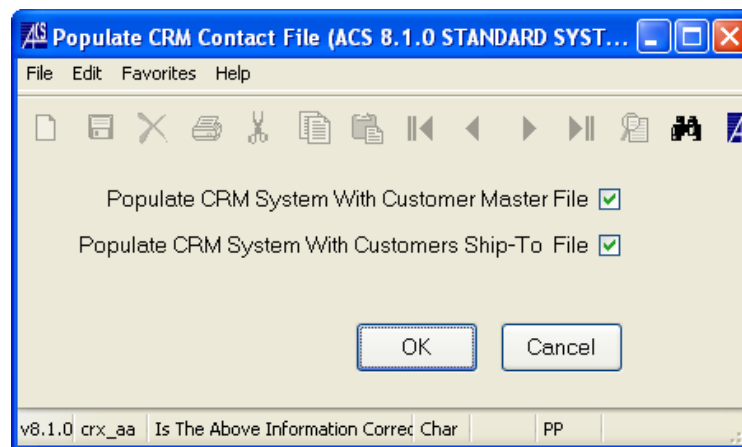 ACS Populate CRM Contact File (ACS 8.1.0 STANDARD SYST...
File Edit Favorites Help
Populate CRM System With Customer Master File
Populate CRM System With Customers Ship-To File
OK Cancel
v8.1.0 crx_aa Is The Above Information Correc Char PP